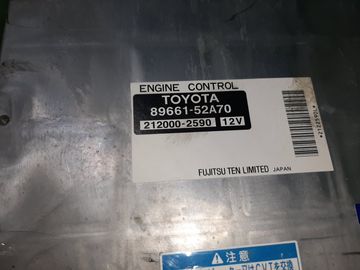 ENGINE CONTROL
TOYOTA
89661-52A70
212000-2590 12V
FUJITSU TEN LIMITED JAPAN
注意